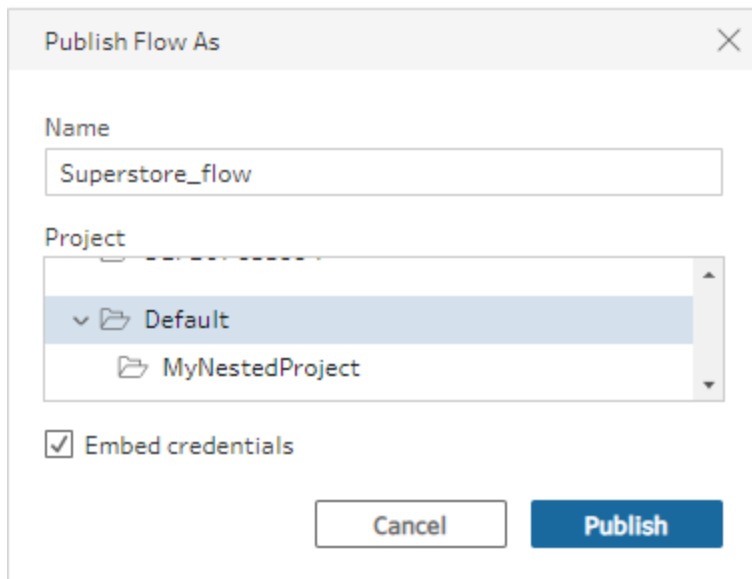 Publish Flow As
Name
Superstore_flow
Project
Default
MyNestedProject
Embed credentials
Cancel
Publish